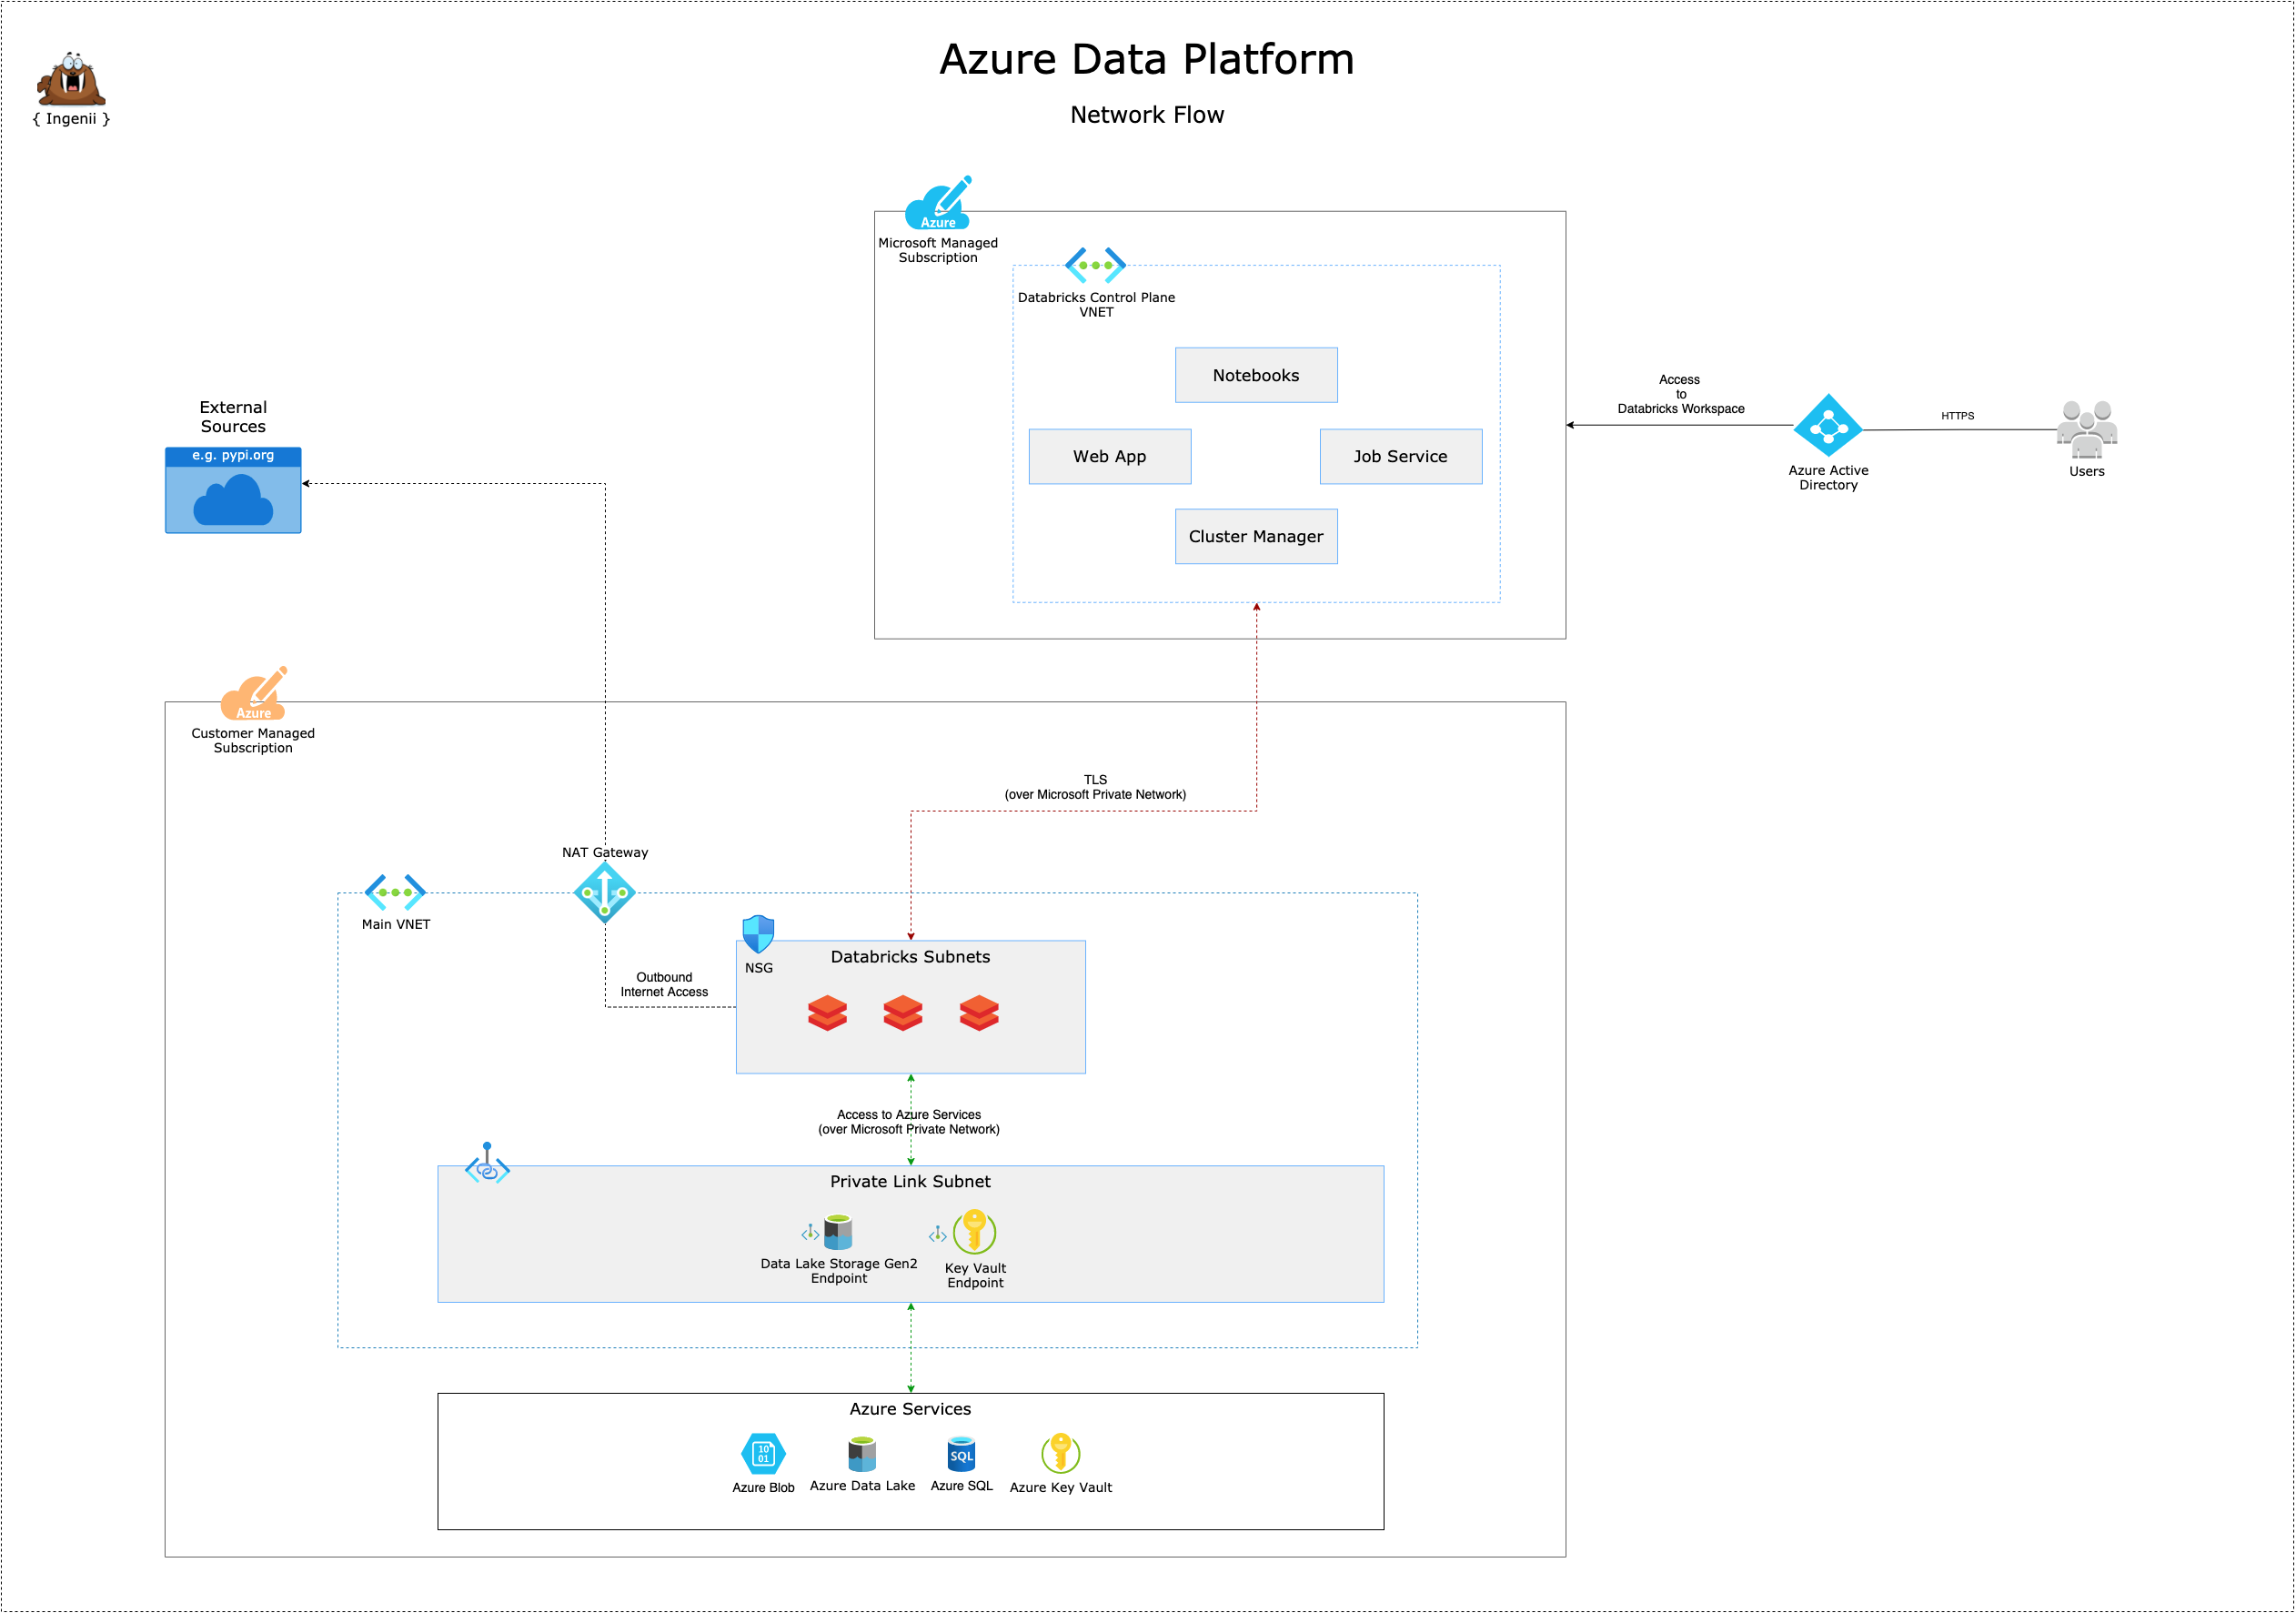 Azure Data Platform
Network Flow
{ Ingenii }
Azure
Microsoft Managed
Subscription
Databricks Control Plane
VNET
Notebooks
Web App
Job Service
Cluster Manager
Access
to
Databricks Workspace
HTTPS
Azure Active
Directory
Users
External
Sources
e.g. pypi.org
Azure
Customer Managed
Subscription
TLS
(over Microsoft Private Network)
NAT Gateway
Main VNET
NSG
Databricks Subnets
Outbound
Internet Access
Access to Azure Services
(over Microsoft Private Network)
Private Link Subnet
Data Lake Storage Gen2
Endpoint
Key Vault
Endpoint
Azure Services
10
01
SQL
Azure Blob
Azure Data Lake
Azure SQL
Azure Key Vault